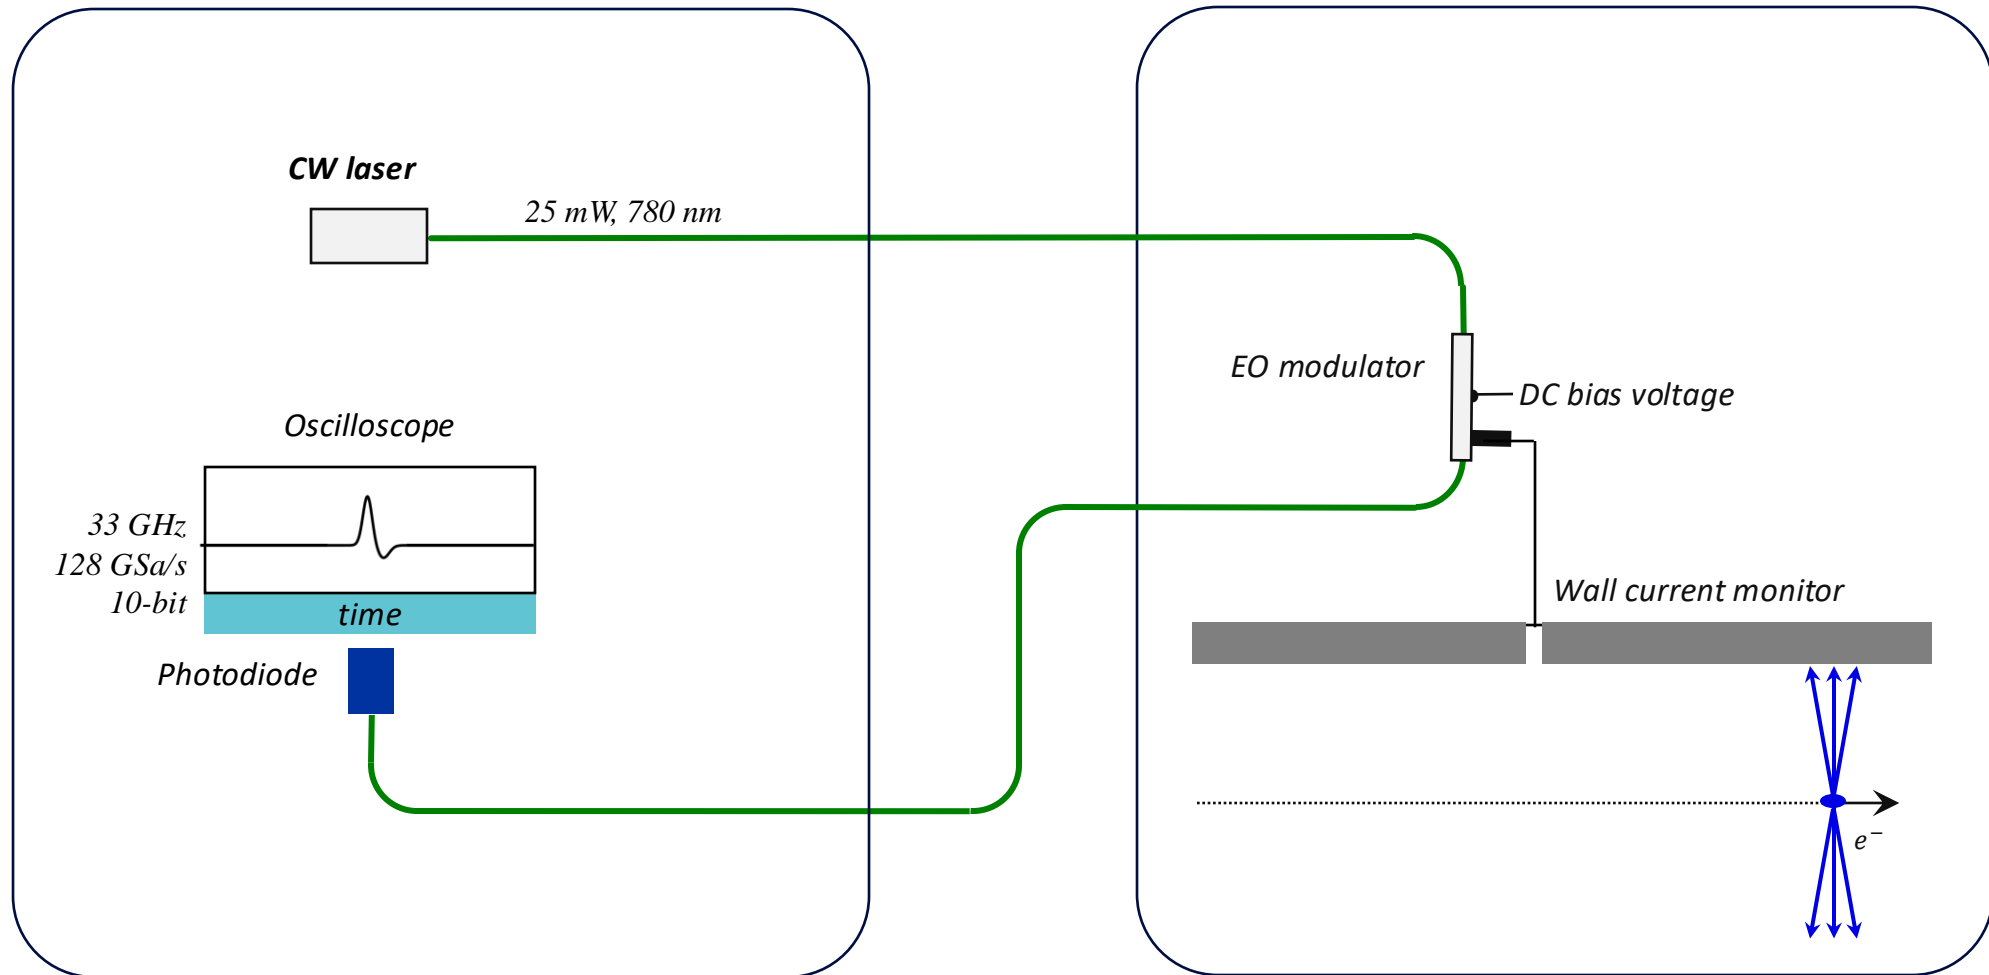 CW laser
25 mW, 780 nm
EO modulator
DC bias voltage
Oscilloscope
33 GHz
128 GSa/s
10-bit
time
Wall current monitor
Photodiode
e⁻